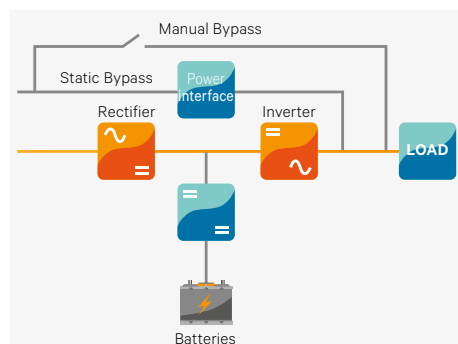 Manual Bypass
Static Bypass
Power
interface
Rectifier
Inverter
LOAD
Batteries